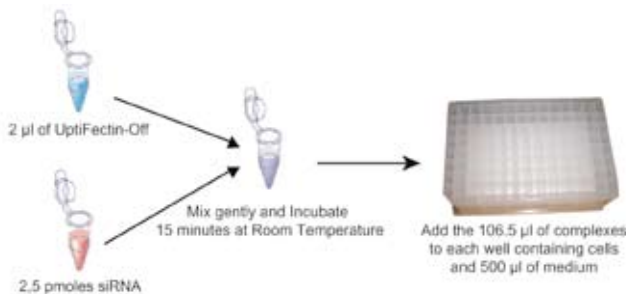 2 µl of UptiFectin-Off
2,5 pmoles siRNA
Mix gently and Incubate
15 minutes at Room Temperature
Add the 106.5 µl of complexes
to each well containing cells
and 500 µl of medium